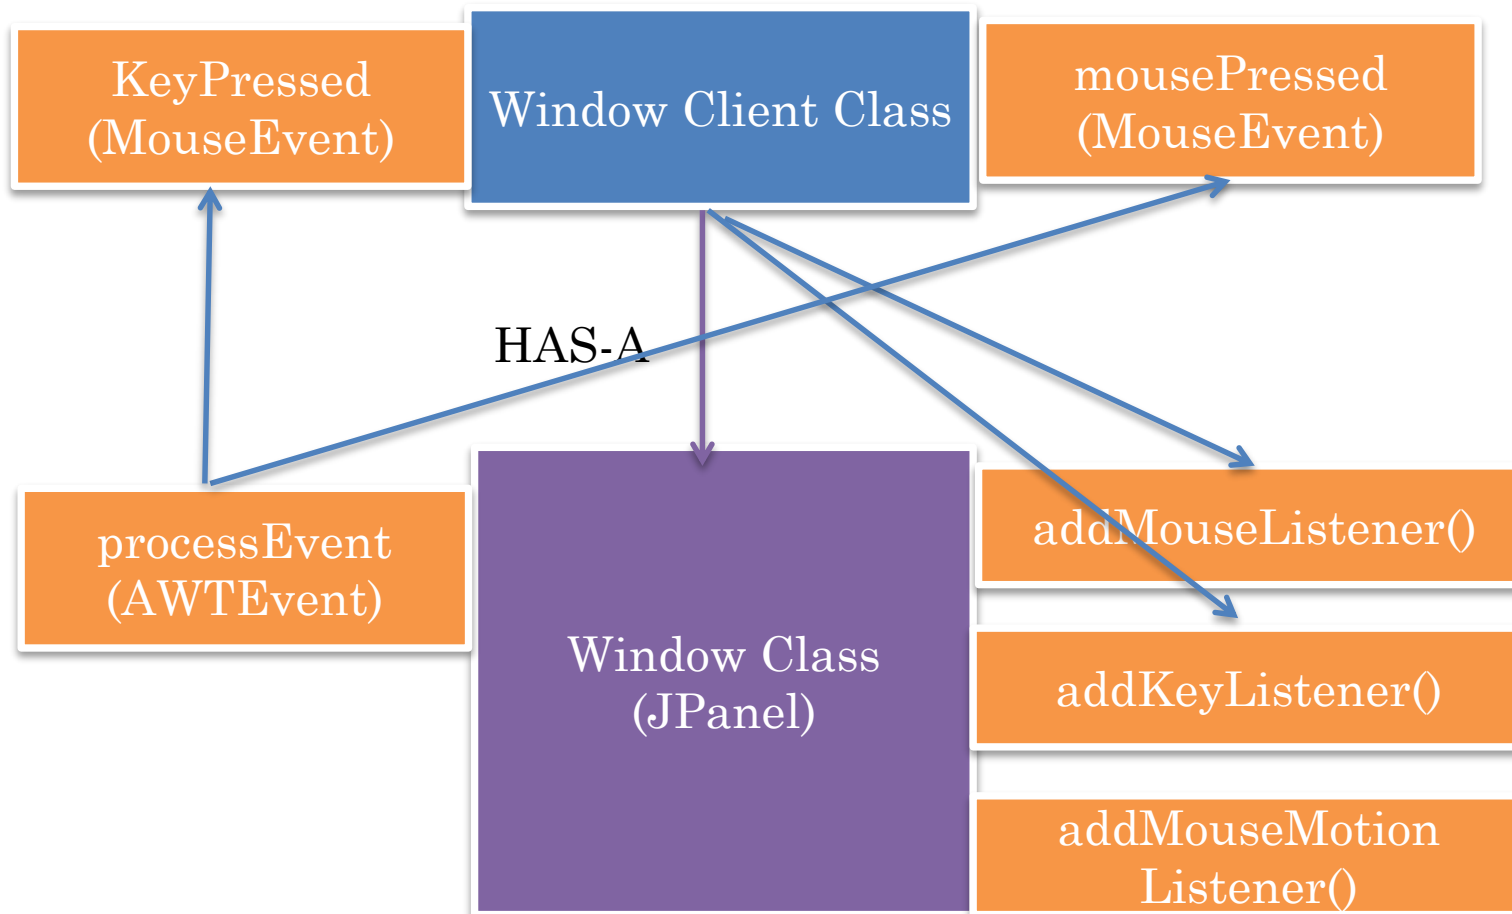 KeyPressed
(MouseEvent)
Window Client Class
mousePressed
(MouseEvent)
HAS-A
processEvent
(AWTEvent)
Window Class
(JPanel)
addMouseListener()
addKeyListener()
addMouseMotion
Listener()